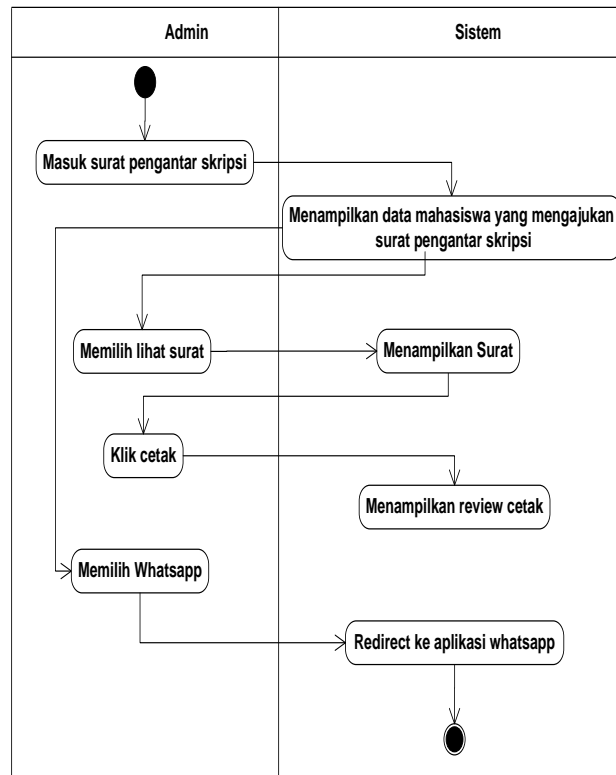 Admin
Sistem
Masuk surat pengantar skripsi
Menampilkan data mahasiswa yang mengajukan
surat pengantar skripsi
Memilih lihat surat
Menampilkan Surat
Klik cetak
Menampilkan review cetak
Memilih Whatsapp
Redirect ke aplikasi whatsapp